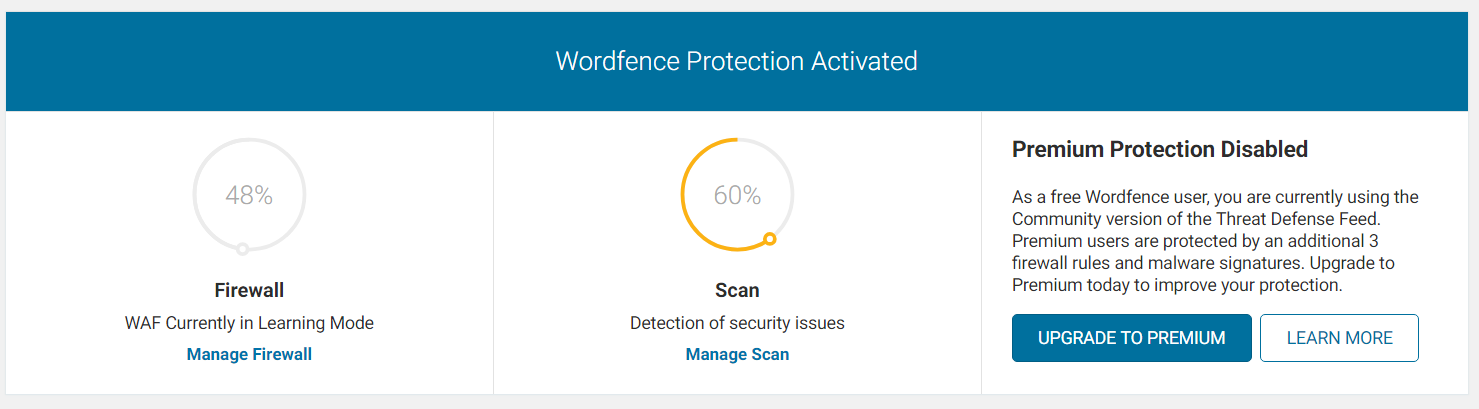 Wordfence Protection Activated
48%
Firewall
WAF Currently in Learning Mode
Manage Firewall
60%
Scan
Detection of security issues
Manage Scan
Premium Protection Disabled
As a free Wordfence user, you are currently using the
Community version of the Threat Defense Feed.
Premium users are protected by an additional 3
firewall rules and malware signatures. Upgrade to
Premium today to improve your protection.
UPGRADE TO PREMIUM
LEARN MORE